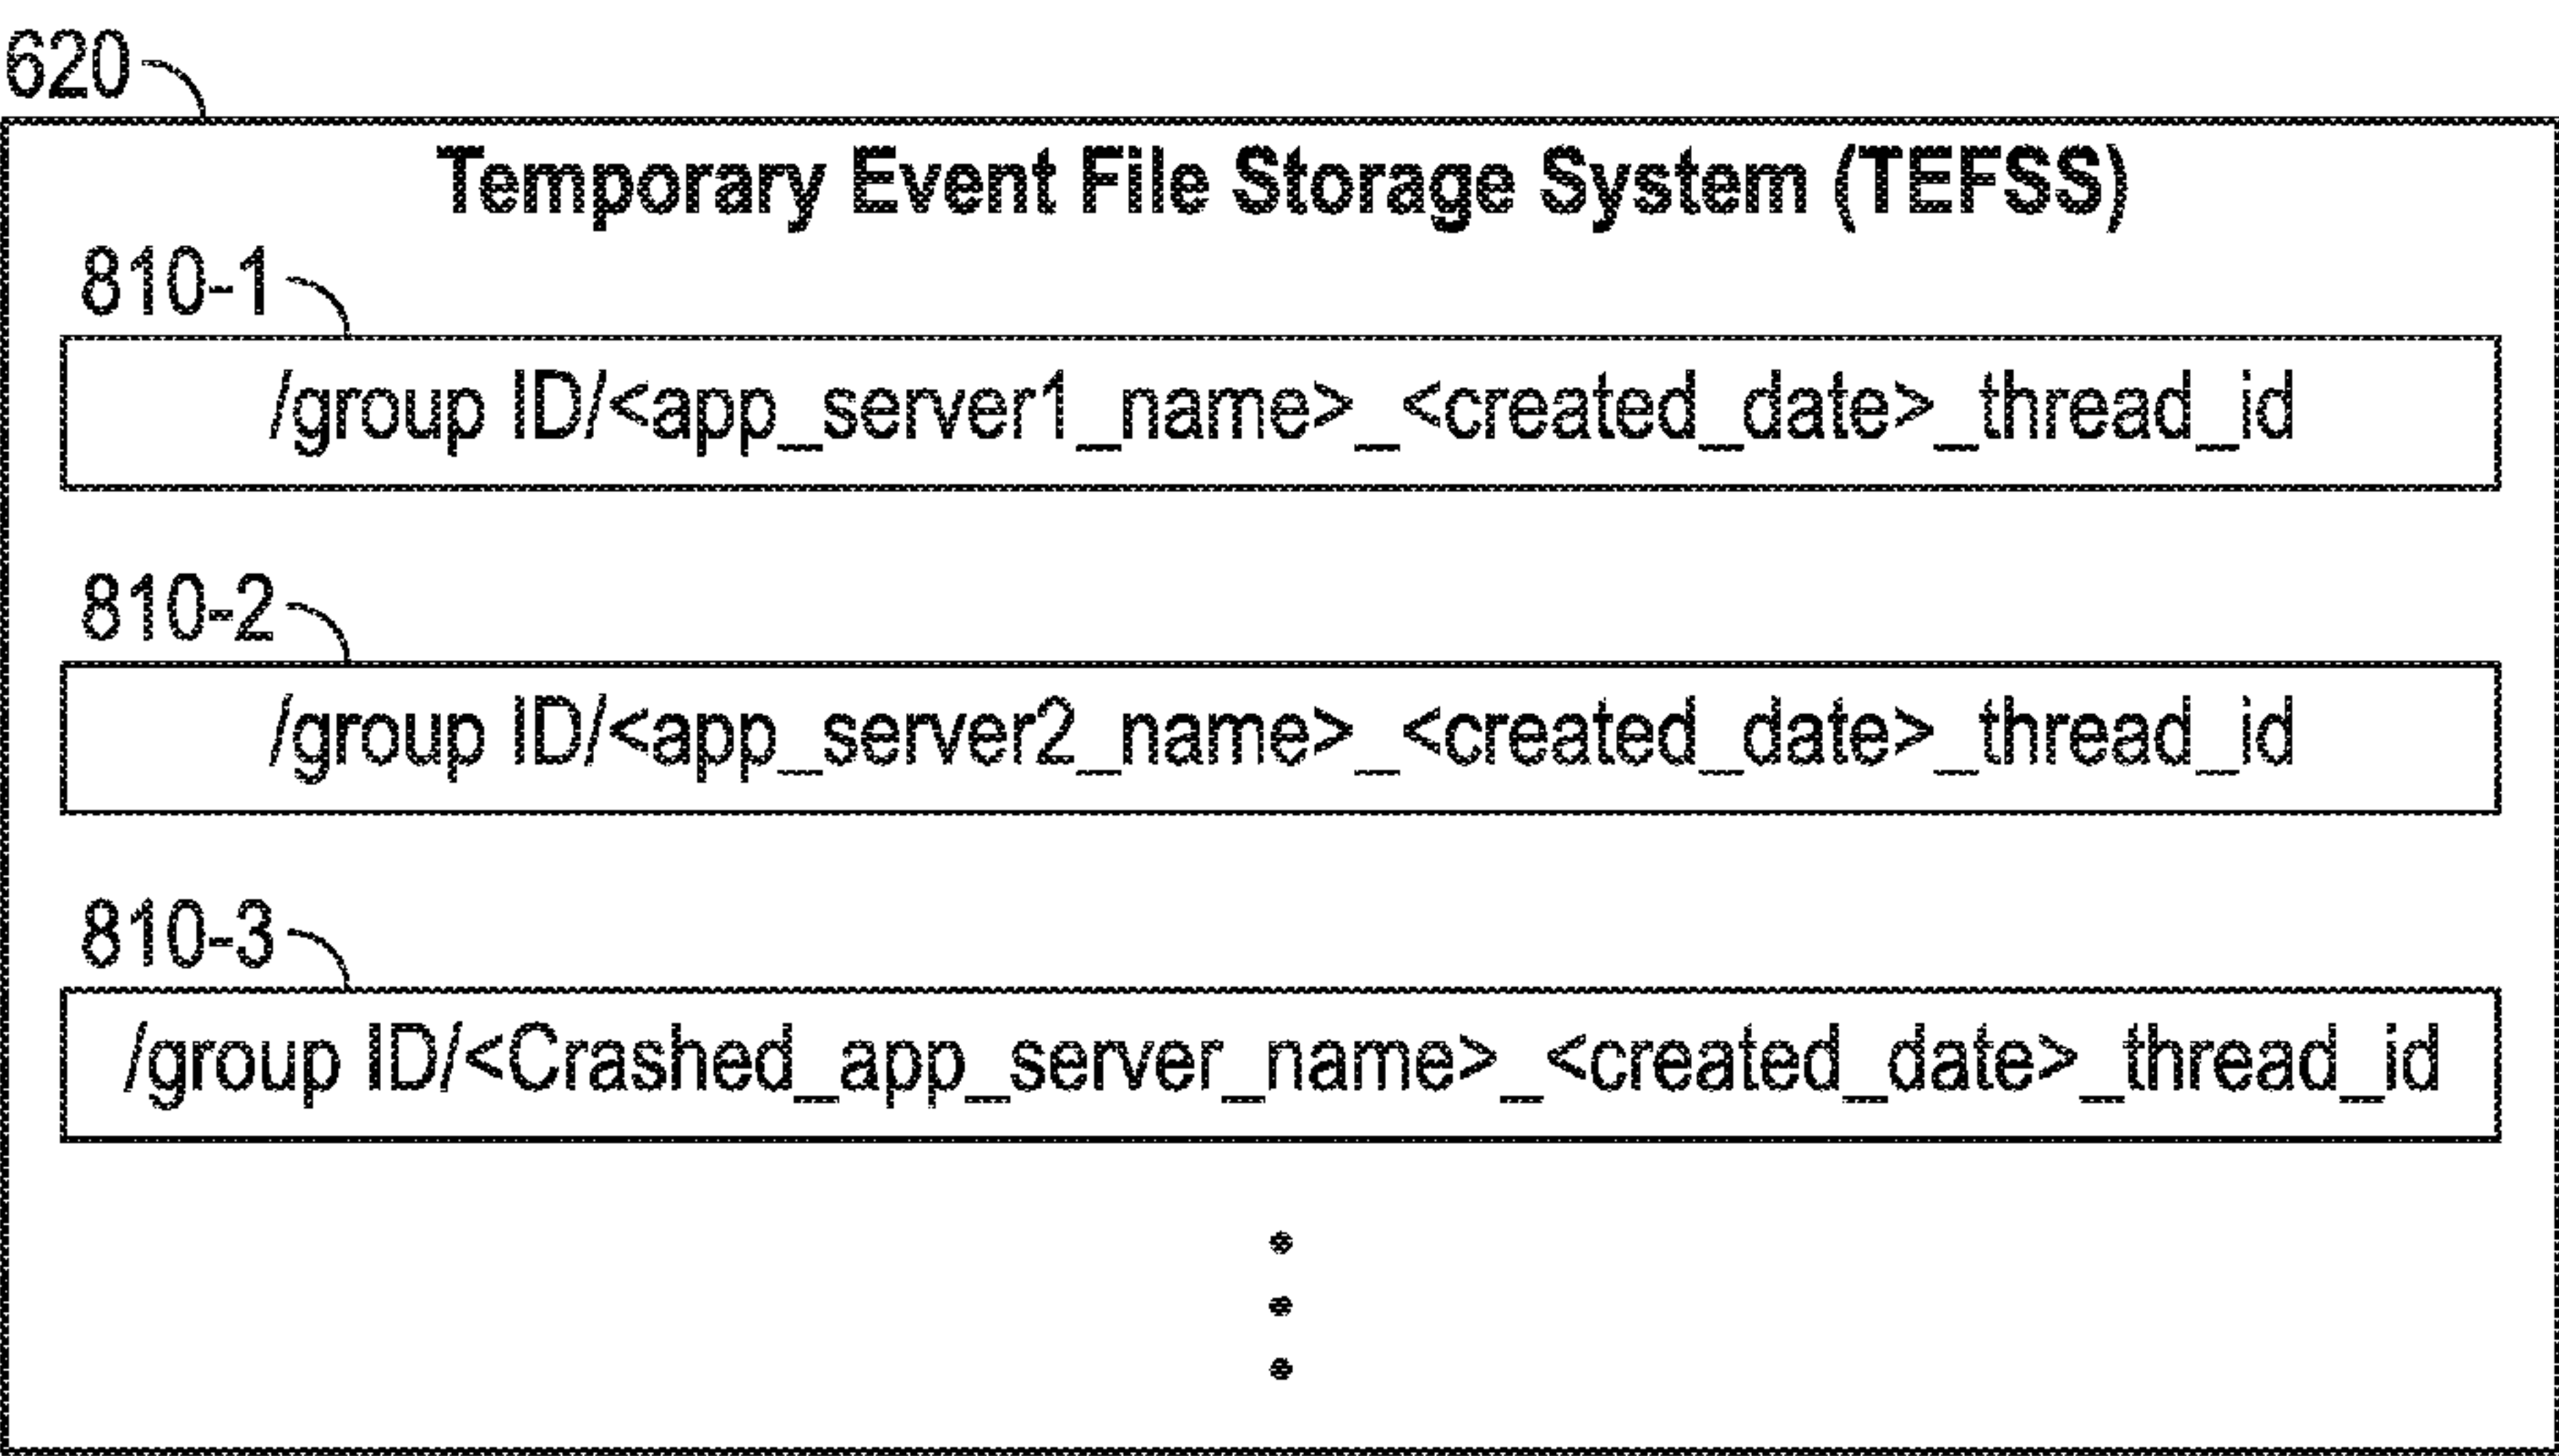 620
Temporary Event File Storage System (TEFSS)
810-1
/group ID/<app_server1_name>_<created_date>_thread_id
810-2
/group ID/<app_server2_name>_<created_date>_thread_id
810-3
/group ID/<Crashed_app_server_name>_<created_date>_thread_id